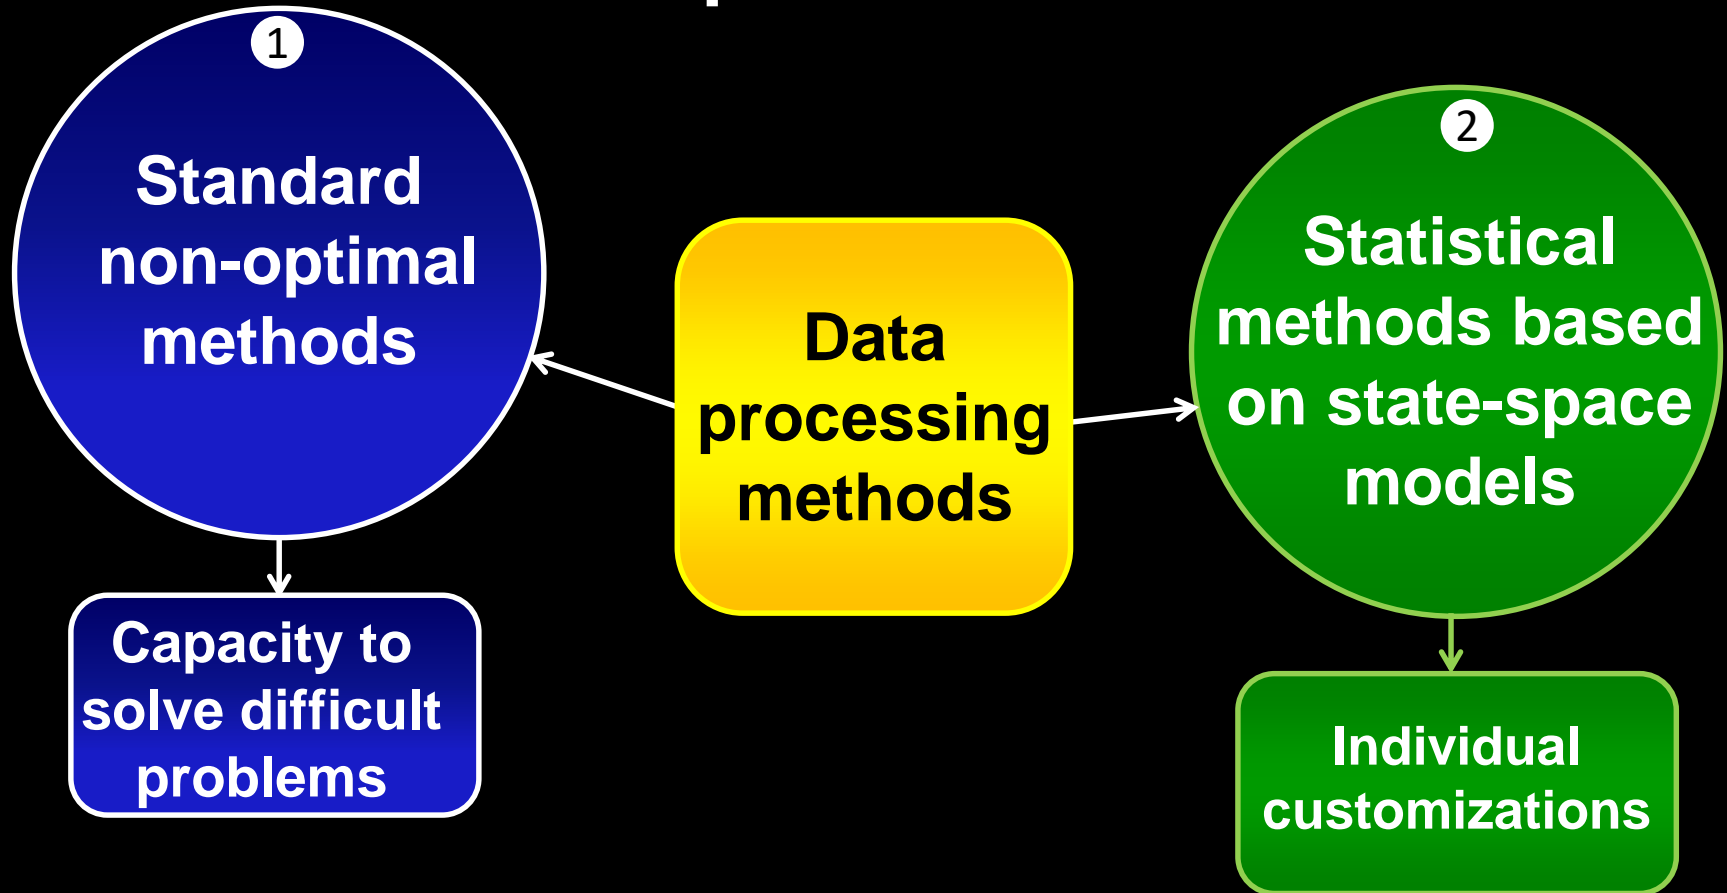 1
Standard
non-optimal
methods
Capacity to
solve difficult
problems
Data
processing
methods
2
Statistical
methods based
on state-space
models
Individual
customizations